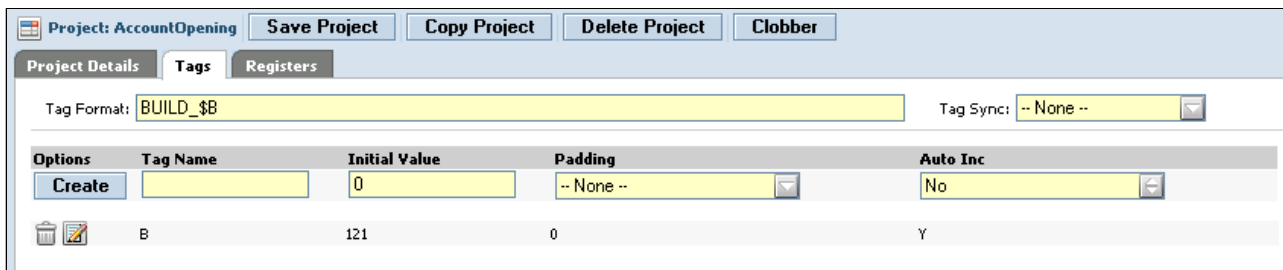 Project: AccountOpening Save Project Copy Project Delete Project Clobber
Project Details Tags Registers
Tag Format: BUILD_$B Tag Sync: -- None --
Options Tag Name Initial Value Padding Auto Inc
Create 0 -- None -- No
B 121 0 Y